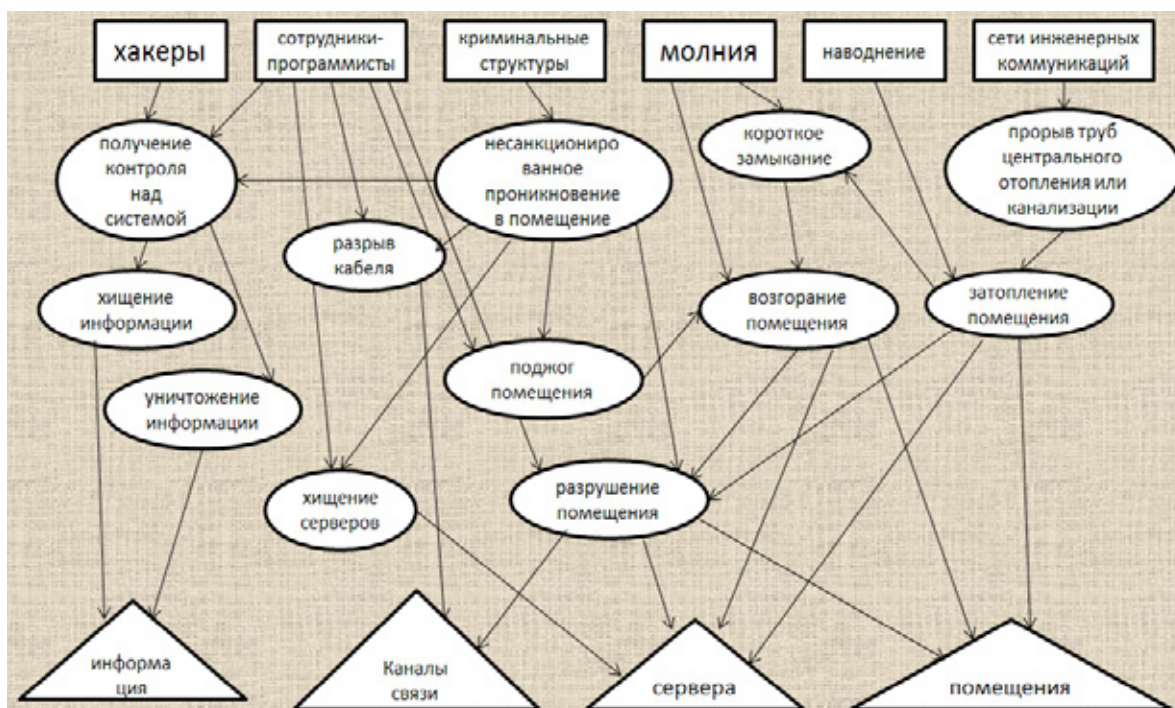 хакеры
сотрудники-
программисты
криминальные
структуры
молния
наводнение
сети инженерных
коммуникаций
получение
контроля
над
системой
несанкциониро
ванное
проникновение
в помещение
короткое
замыкание
прорыв труб
центрального
отопления или
канализации
разрыв
кабеля
хищение
информации
возгорание
помещения
затопление
помещения
поджог
помещения
уничтожение
информации
хищение
серверов
разрушение
помещения
информа
ция
Каналы
связи
сервера
помещения